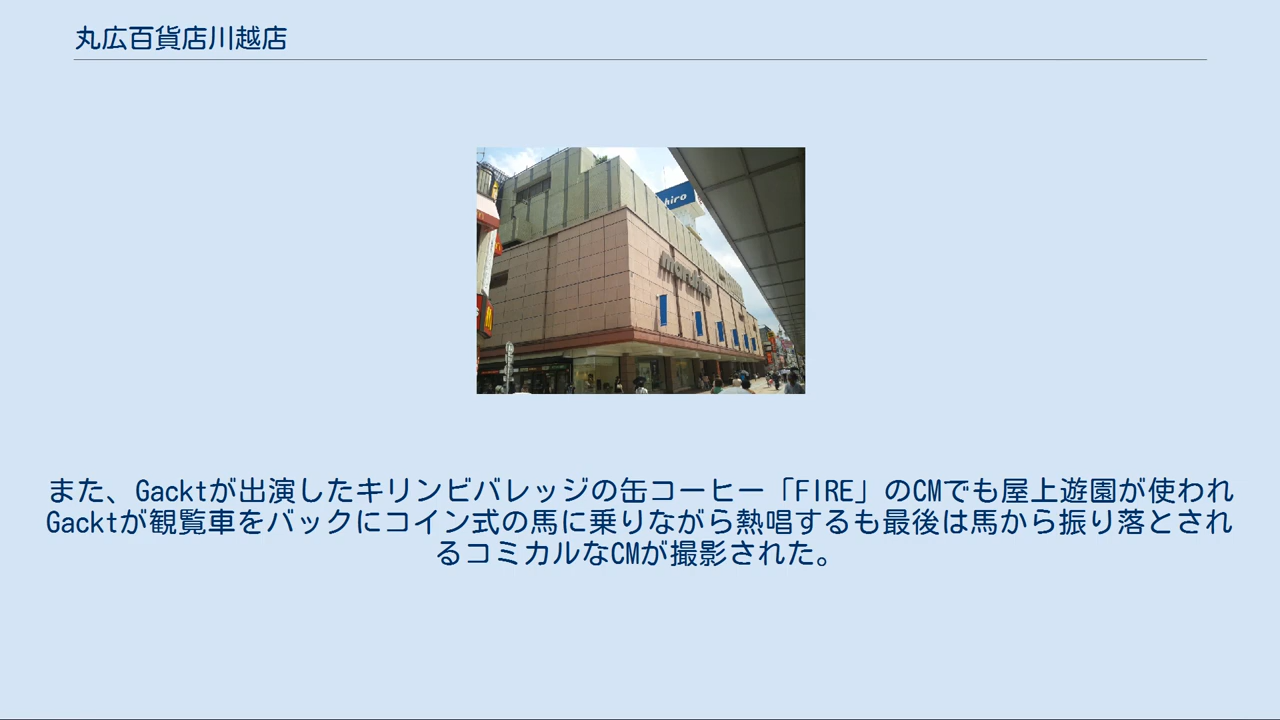 丸広百貨店川越店
hiro
maruhiro
また、Gacktが出演したキリンビバレッジの缶コーヒー「FIRE」のCMでも屋上遊園が使われ
Gacktが観覧車をバックにコイン式の馬に乗りながら熱唱するも最後は馬から振り落とされ
るコミカルなCMが撮影された。